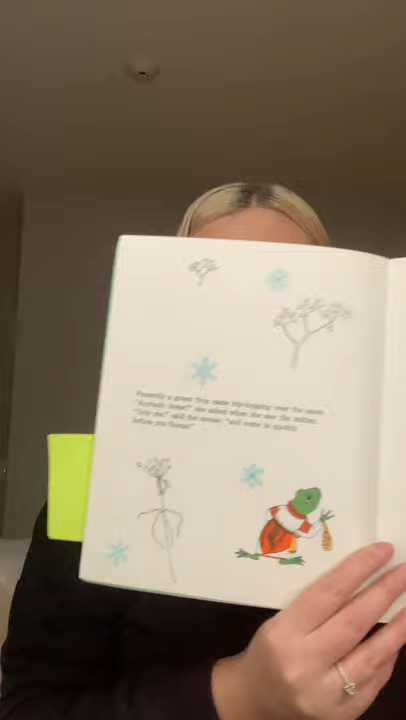 Presently a green frog came hip-hopping over the snow.
"Anybody home?" she asked when she saw the mitten.
"Only me," said the mouse, "and come in quickly
before you freeze."